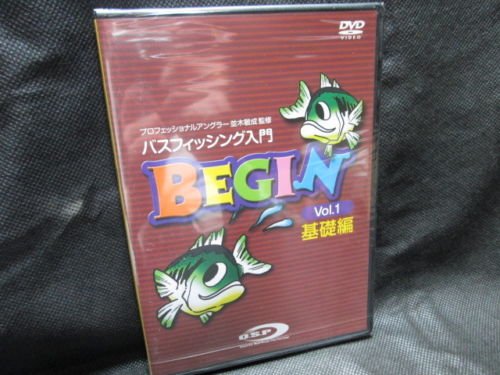 DVD
VIDEO
プロフェッショナルアングラー 並木敏成 監修
バスフィッシング入門
BEGIN
Vol.1
基礎編
O.S.P